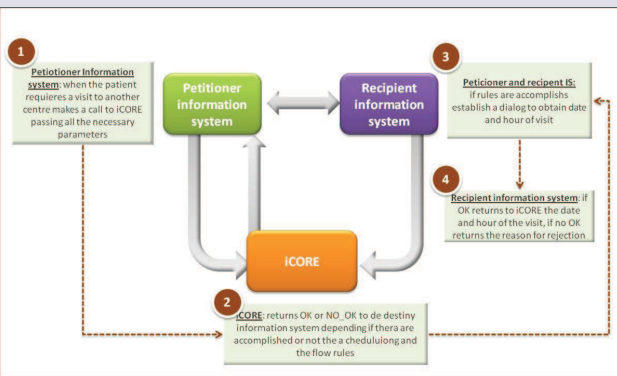 1
Petiotioner Information
system: when the patient
requieres a visit to another
centre makes a call to iCORE
passing all the necessary
parameters
Petitioner
information
system
Recipient
information
system
3
Peticioner and recipent IS:
if rules are accomplish
establish a dialog to obtain date
and hour of visit
4
Recipient information system: if
OK returns to iCORE the date
and hour of the visit, if no OK
returns the reason for rejection
iCORE
2
iCORE: returns OK or NO_OK to de destiny
information system depending if thera are
accomplished or not the a cheduluiong and
the flow rules